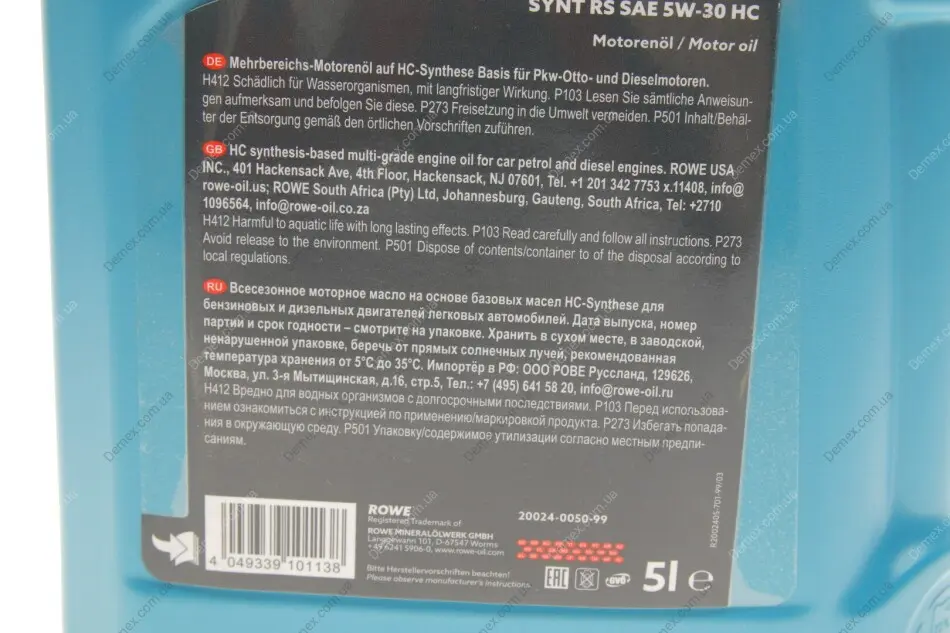 SYNT RS SAE 5W-30 HC
Motorenöl / Motor oil
DE Mehrbereichs-Motorenöl auf HC-Synthese Basis für Pkw-Otto- und Dieselmotoren.
H412 Schädlich für Wasserorganismen, mit langfristiger Wirkung. P103 Lesen Sie sämtliche Anweisun-
gen aufmerksam und befolgen Sie diese. P273 Freisetzung in die Umwelt vermeiden. P501 Inhalt/Behäl-
ter der Entsorgung gemäß den örtlichen Vorschriften zuführen.
GB HC synthesis-based multi-grade engine oil for car petrol and diesel engines. ROWE USA
INC., 401 Hackensack Ave, 4th Floor, Hackensack, NJ 07601, Tel. +1 201 342 7753 x.11408, info@
rowe-oil.us; ROWE South Africa (Pty) Ltd, Johannesburg, Gauteng, South Africa, Tel: +2710
1096564, info@rowe-oil.co.za
H412 Harmful to aquatic life with long lasting effects. P103 Read carefully and follow all instructions. P273
Avoid release to the environment. P501 Dispose of contents/container to of the disposal according to
local regulations.
RU Всесезонное моторное масло на основе базовых масел HC-Synthese для
бензиновых и дизельных двигателей легковых автомобилей. Дата выпуска, номер
партии и срок годности – смотрите на упаковке. Хранить в сухом месте, в заводской,
ненарушенной упаковке, беречь от прямых солнечных лучей, рекомендованная
температура хранения от 5°C до 35°C. Импортёр в РФ: ООО РОВЕ Руссланд, 129626,
Москва, ул. 3-я Мытищинская, д.16, стр.5, Тел.: +7 (495) 641 58 20, info@rowe-oil.ru
H412 Вредно для водных организмов с долгосрочными последствиями. P103 Перед использова-
нием ознакомиться с инструкцией по применению/маркировкой продукта. P273 Избегать попада-
ния в окружающую среду. P501 Упаковку/содержимое утилизации согласно местным предпи-
саниям.
ROWE
Registered Trademark of
ROWE MINERALÖLWERK GMBH
Langgewann 101, D-67547 Worms
+49 6241 5906-0, www.rowe-oil.com
Bitte Herstellervorschriften beachten!
Please observe manufacturer's instructions.
4 049339 101138
20024-0050-99
EAC
5l e
R2002405-701-99/03
Demex.com.ua